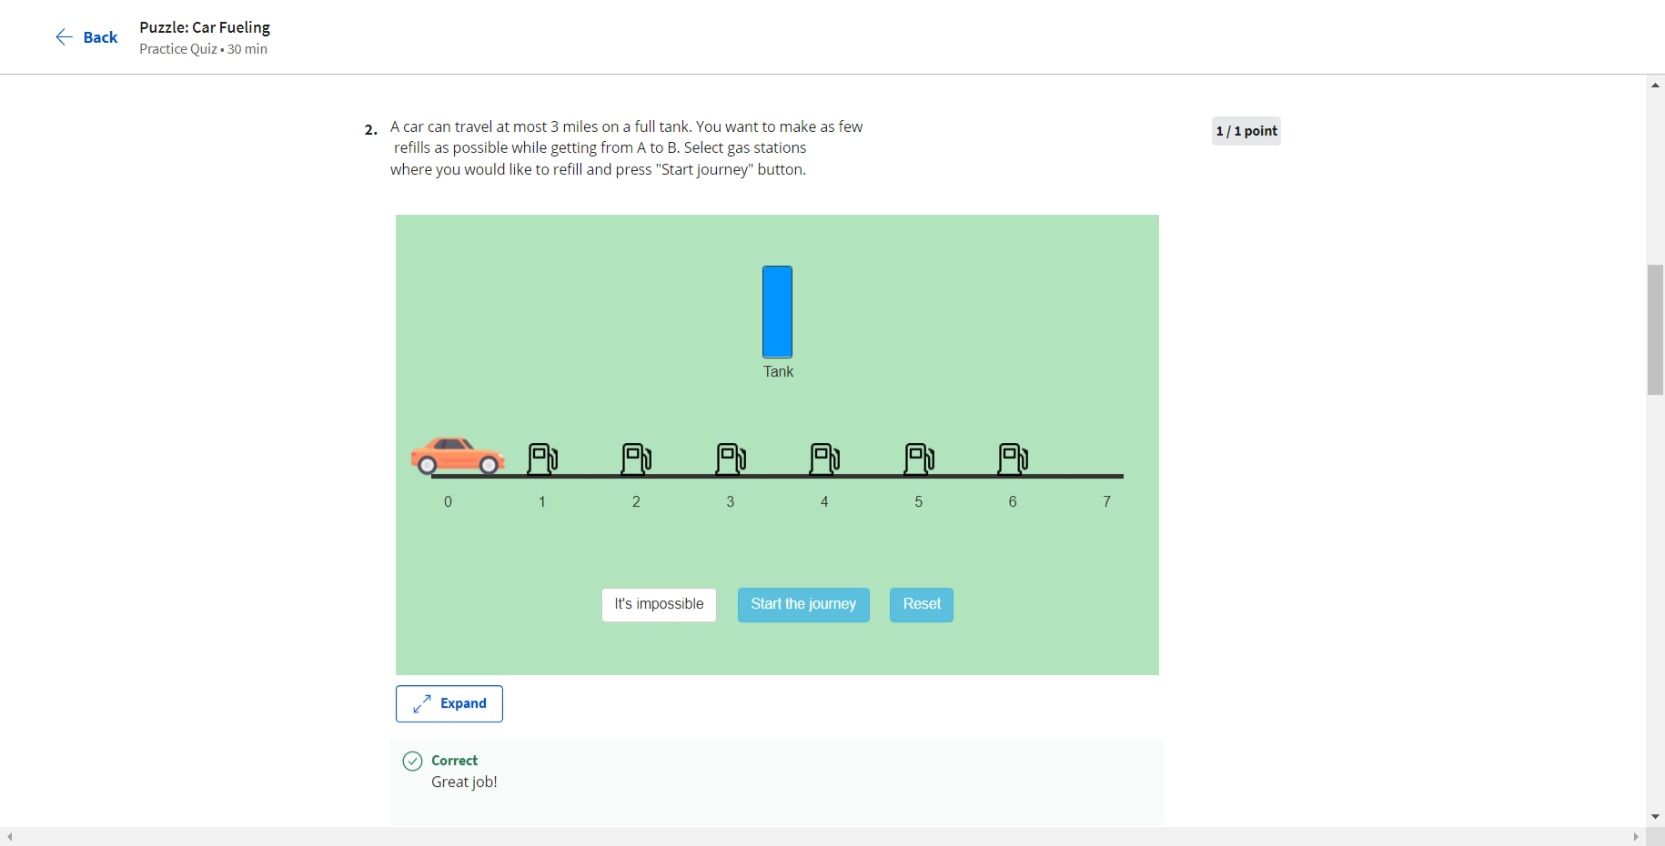 Back
Puzzle: Car Fueling
Practice Quiz • 30 min
2. A car can travel at most 3 miles on a full tank. You want to make as few
refills as possible while getting from A to B. Select gas stations
where you would like to refill and press "Start journey" button.
1 / 1 point
Tank
0 1 2 3 4 5 6 7
It's impossible Start the journey Reset
Expand
Correct
Great job!